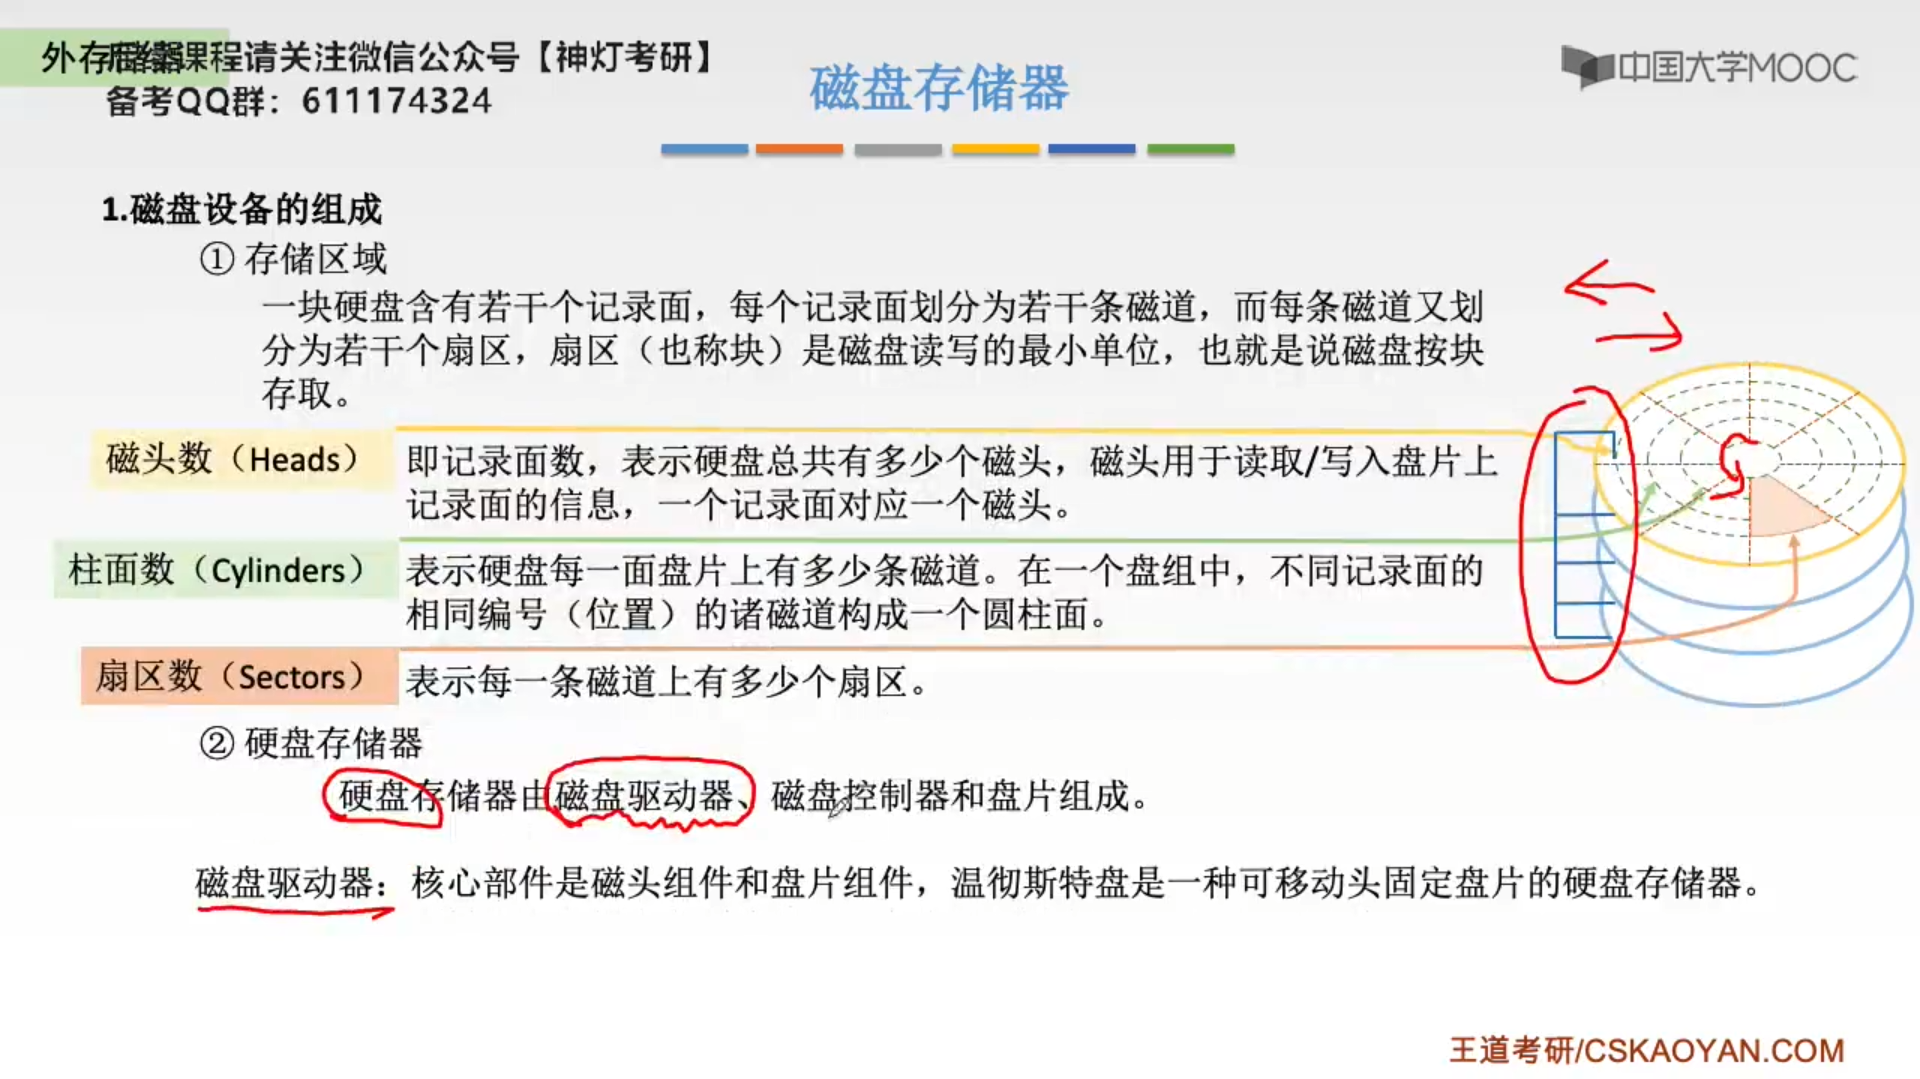 外存储器课程请关注微信公众号【神灯考研】
备考QQ群：611174324
中国大学MOOC
磁盘存储器
1.磁盘设备的组成
① 存储区域
一块硬盘含有若干个记录面，每个记录面划分为若干条磁道，而每条磁道又划
分为若干个扇区，扇区（也称块）是磁盘读写的最小单位，也就是说磁盘按块
存取。
磁头数（Heads） 即记录面数，表示硬盘总共有多少个磁头，磁头用于读取/写入盘片上
记录面的信息，一个记录面对应一个磁头。
柱面数（Cylinders） 表示硬盘每一面盘片上有多少条磁道。在一个盘组中，不同记录面的
相同编号（位置）的诸磁道构成一个圆柱面。
扇区数（Sectors） 表示每一条磁道上有多少个扇区。
② 硬盘存储器
硬盘存储器由磁盘驱动器、磁盘控制器和盘片组成。
磁盘驱动器：核心部件是磁头组件和盘片组件，温彻斯特盘是一种可移动头固定盘片的硬盘存储器。
王道考研/CSKAOYAN.COM